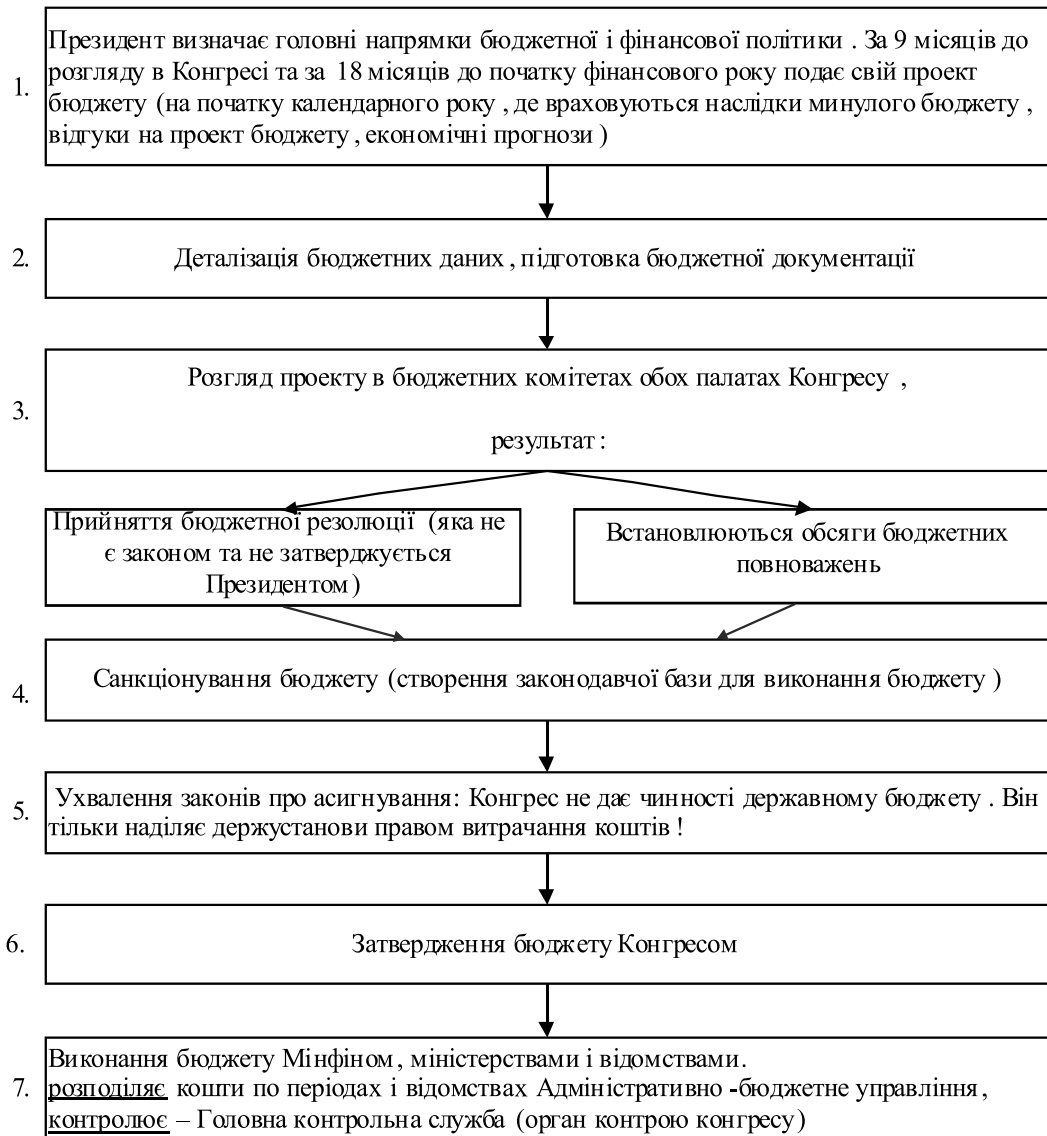 Президент визначає головні напрямки бюджетної і фінансової політики . За 9 місяців до
розгляду в Конгресі та за 18 місяців до початку фінансового року подає свій проект
1.
бюджету (на початку календарного року , де враховуються наслідки минулого бюджету ,
відгуки на проект бюджету , економічні прогнози )
2.
Деталізація бюджетних даних , підготовка бюджетної документації
Розгляд проекту в бюджетних комітетах обох палатах Конгресу ,
3.
результат :
Прийняття бюджетної резолюції (яка не
є законом та не затверджується
Президентом )
Встановлюються обсяги бюджетних
повноважень
4.
Санкціонування бюджету (створення законодавчої бази для виконання бюджету )
5.
Ухвалення законів про асигнування: Конгрес не дає чинності державному бюджету . Він
тільки наділяє держустанови правом витрачання коштів !
6.
Затвердження бюджету Конгресом
Виконання бюджету Мінфіном, міністерствами і відомствами.
7.
розподіляє кошти по періодах і відомствах Адміністративно -бюджетне управління ,
контролює – Головна контрольна служба (орган контрою конгресу )